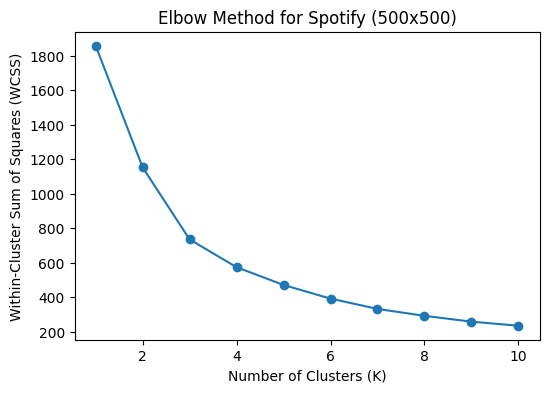 Elbow Method for Spotify (500x500)
Within-Cluster Sum of Squares (WCSS)
1800
1600
1400
1200
1000
800
600
400
200
2 4 6 8 10
Number of Clusters (K)